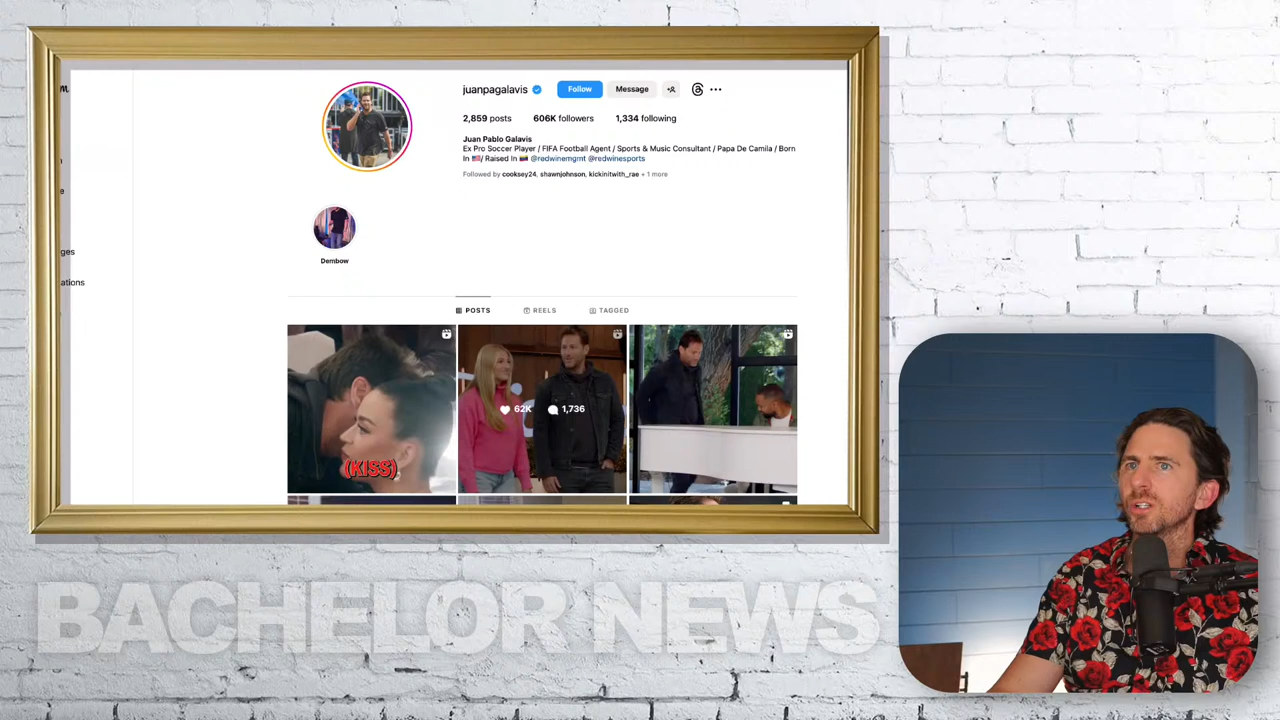 juanpagalavis
Follow
Message
2,859 posts 606K followers 1,334 following
Juan Pablo Galavis
Ex Pro Soccer Player / FIFA Football Agent / Sports & Music Consultant / Papa De Camila / Born
In 🇺🇸/ Raised In 🇻🇪 @redwinemgmt @redwinesports
Followed by cooksey24, shawnjohnson, kickinitwith_rae + 1 more
ges
ations
Dembow
POSTS REELS TAGGED
62K 1,736
(KISS)
BACHELOR NEWS